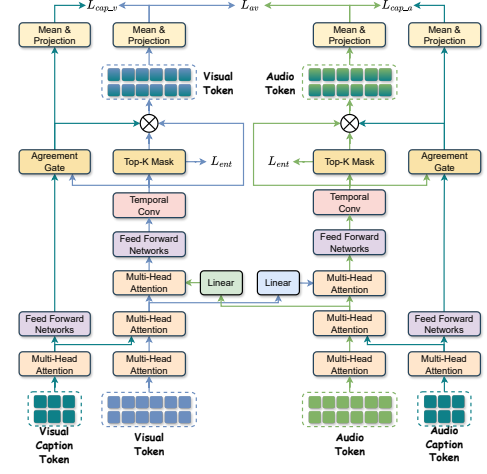 L_cap_v L_av L_cap_a
Mean & Projection
Mean & Projection
Mean & Projection
Mean & Projection
Visual Token
Audio Token
Agreement Gate
Top-K Mask
L_ent
L_ent
Top-K Mask
Agreement Gate
Temporal Conv
Temporal Conv
Feed Forward Networks
Feed Forward Networks
Multi-Head Attention
Linear
Linear
Multi-Head Attention
Feed Forward Networks
Multi-Head Attention
Multi-Head Attention
Feed Forward Networks
Multi-Head Attention
Multi-Head Attention
Multi-Head Attention
Multi-Head Attention
Visual Caption Token
Visual Token
Audio Token
Audio Caption Token